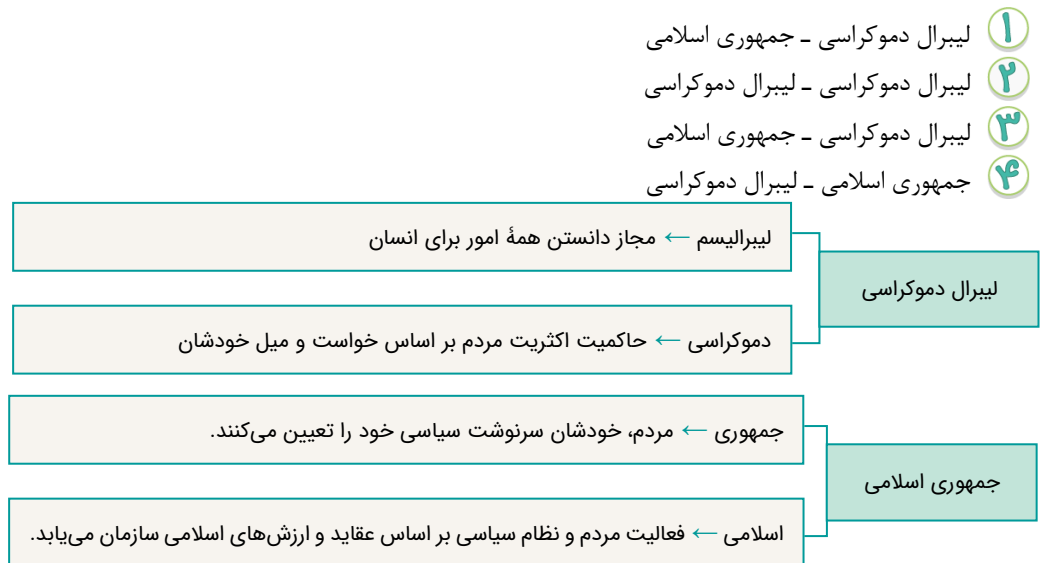 ۱ لیبرال دموکراسی ـ جمهوری اسلامی
۲ لیبرال دموکراسی ـ لیبرال دموکراسی
۳ لیبرال دموکراسی ـ جمهوری اسلامی
۴ جمهوری اسلامی ـ لیبرال دموکراسی
لیبرال دموکراسی
لیبرالیسم ← مجاز دانستن همهٔ امور برای انسان
دموکراسی ← حاکمیت اکثریت مردم بر اساس خواست و میل خودشان
جمهوری اسلامی
جمهوری ← مردم، خودشان سرنوشت سیاسی خود را تعیین می‌کنند.
اسلامی ← فعالیت مردم و نظام سیاسی بر اساس عقاید و ارزش‌های اسلامی سازمان می‌یابد.